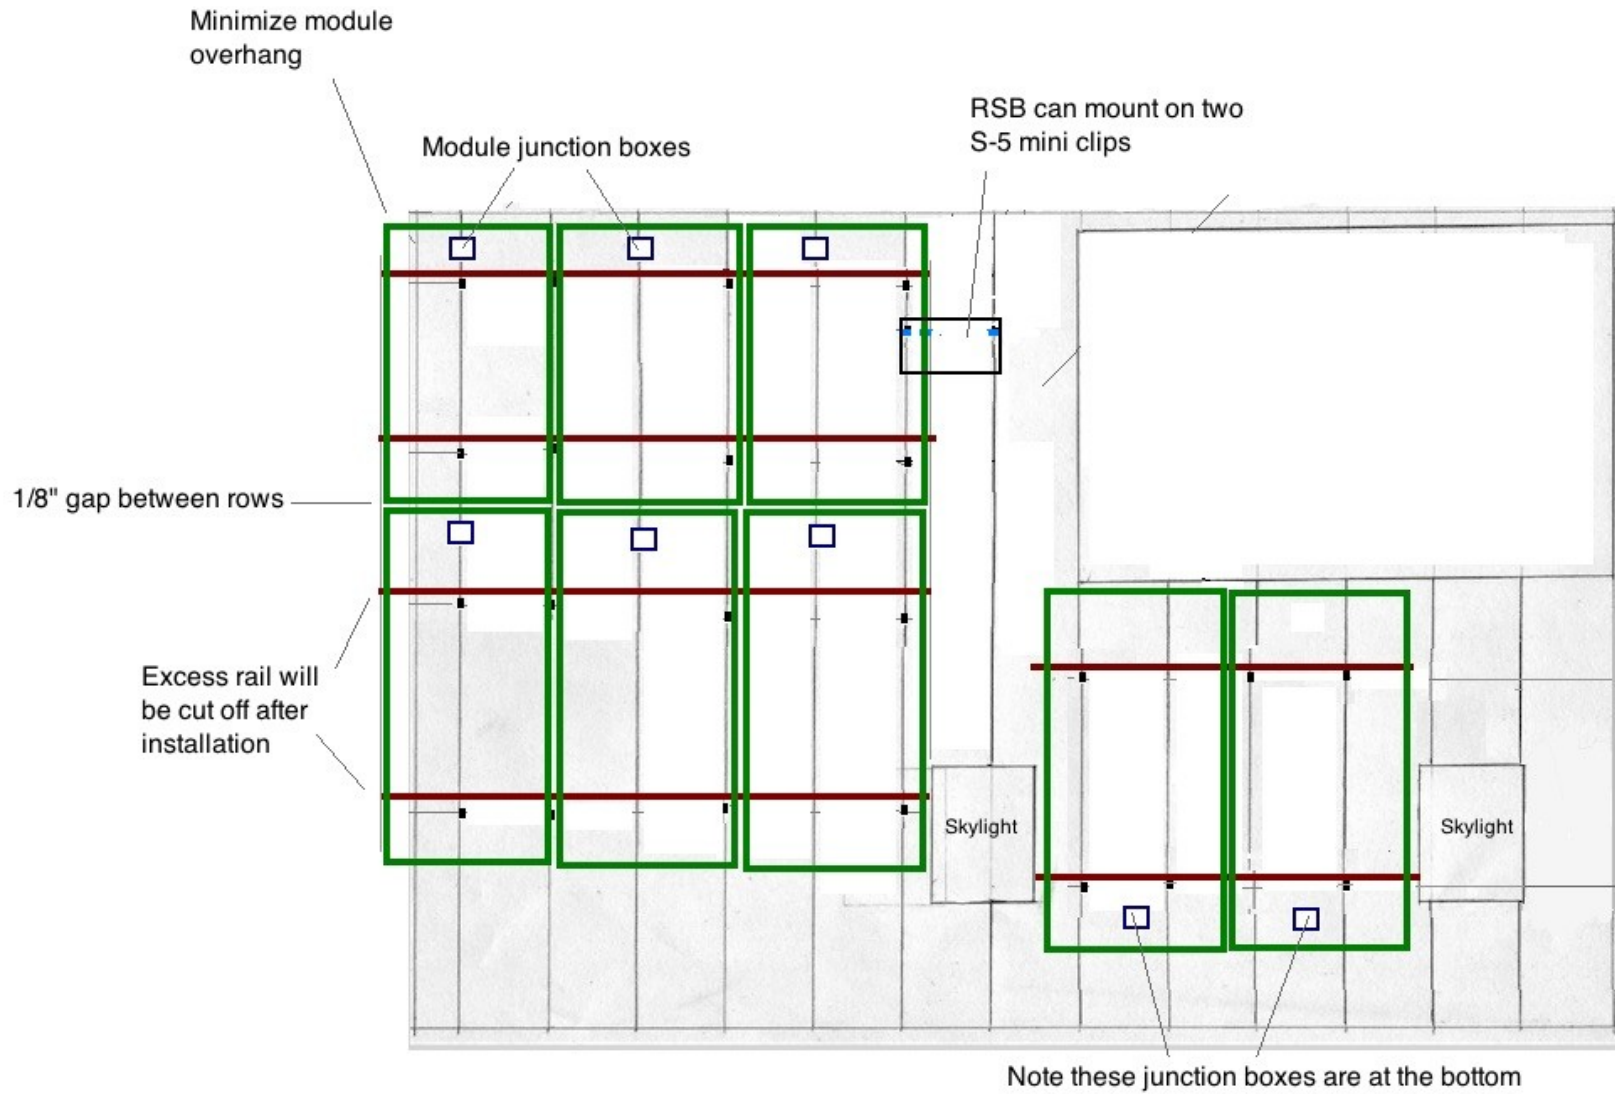 Minimize module
overhang
RSB can mount on two
S-5 mini clips
Module junction boxes
1/8" gap between rows
Excess rail will
be cut off after
installation
Skylight
Skylight
Note these junction boxes are at the bottom